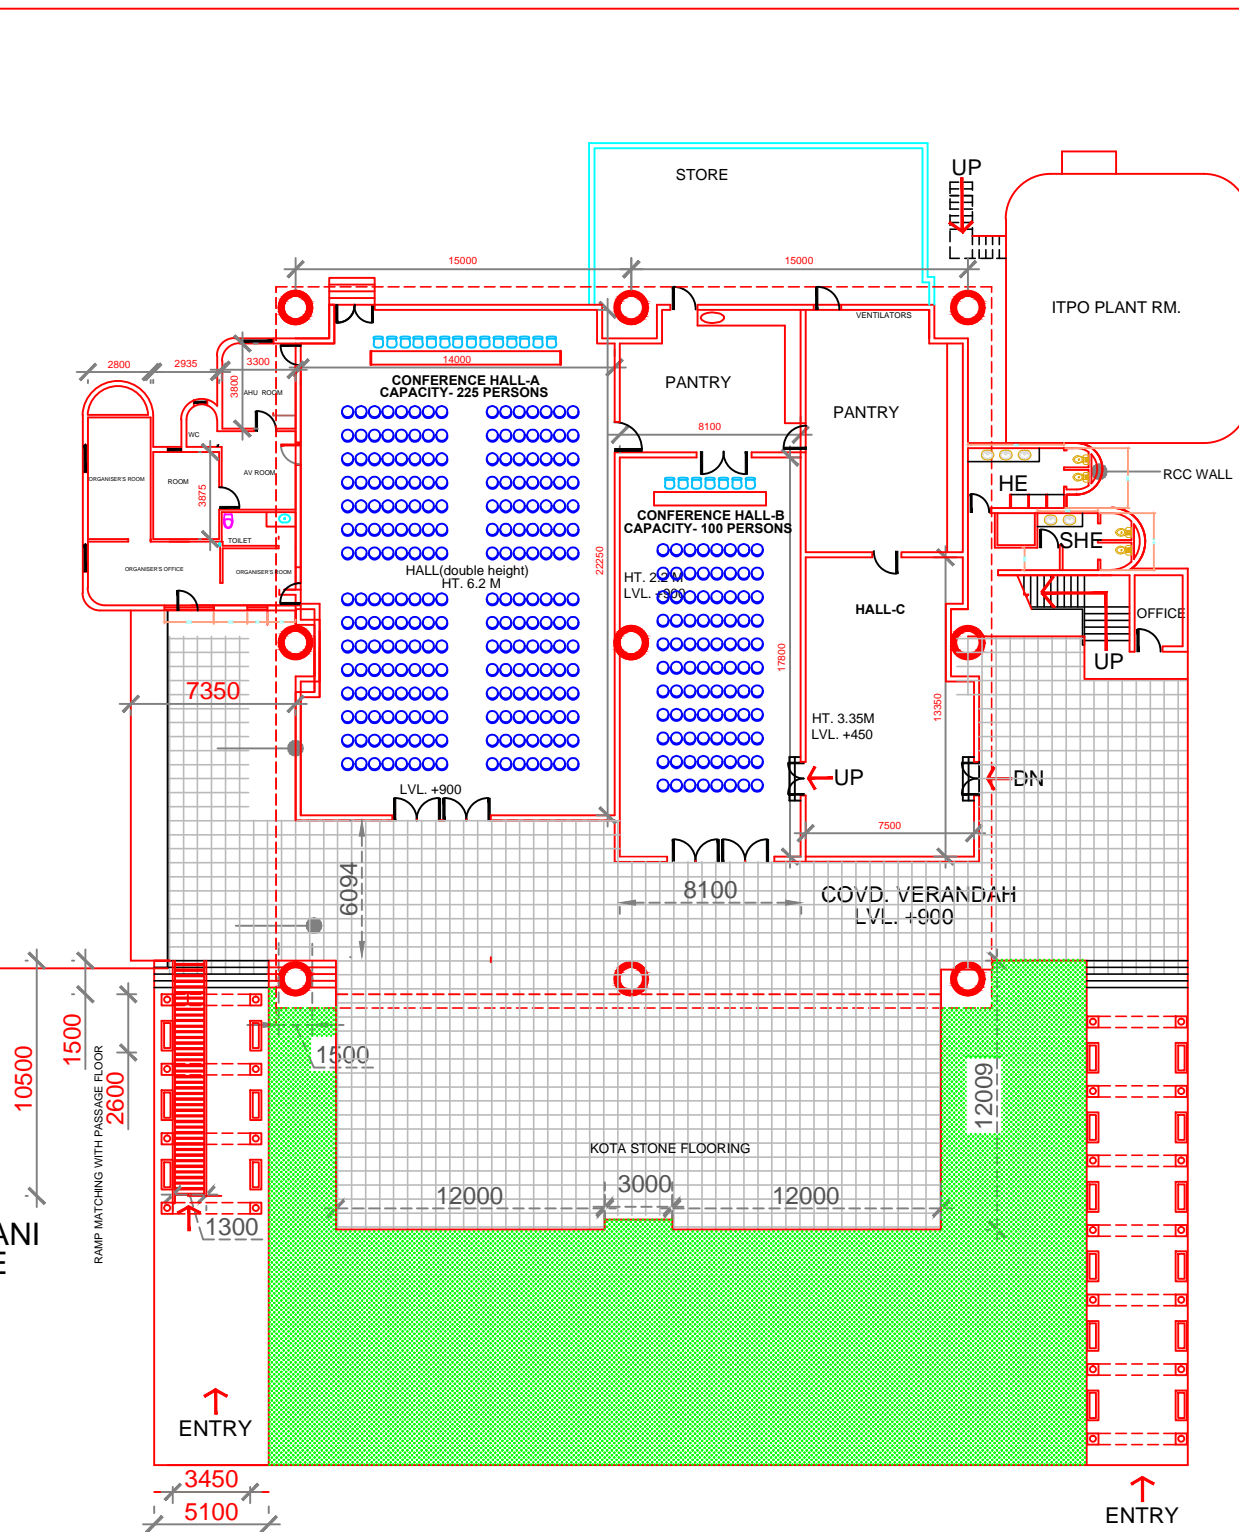 STORE
UP
ITPO PLANT RM.
15000
15000
VENTILATORS
2800
2935
3300
3800
AHU ROOM
14000
CONFERENCE HALL-A
CAPACITY- 225 PERSONS
PANTRY
PANTRY
8100
WC
AV ROOM
ORGANISER'S ROOM
ROOM
3875
TOILET
ORGANISER'S OFFICE
ORGANISER'S ROOM
HE
RCC WALL
SHE
CONFERENCE HALL-B
CAPACITY- 100 PERSONS
HALL(double height)
HT. 6.2 M
22250
HT. 2.2 M
LVL. +900
HALL-C
OFFICE
UP
17800
7350
13350
HT. 3.35M
LVL. +450
LVL. +900
UP
DN
7500
6094
8100
COVD. VERANDAH
LVL. +900
10500
1500
2600
RAMP MATCHING WITH PASSAGE FLOOR
1500
12009
KOTA STONE FLOORING
12000
3000
12000
1300
ANI
E
ENTRY
3450
5100
ENTRY